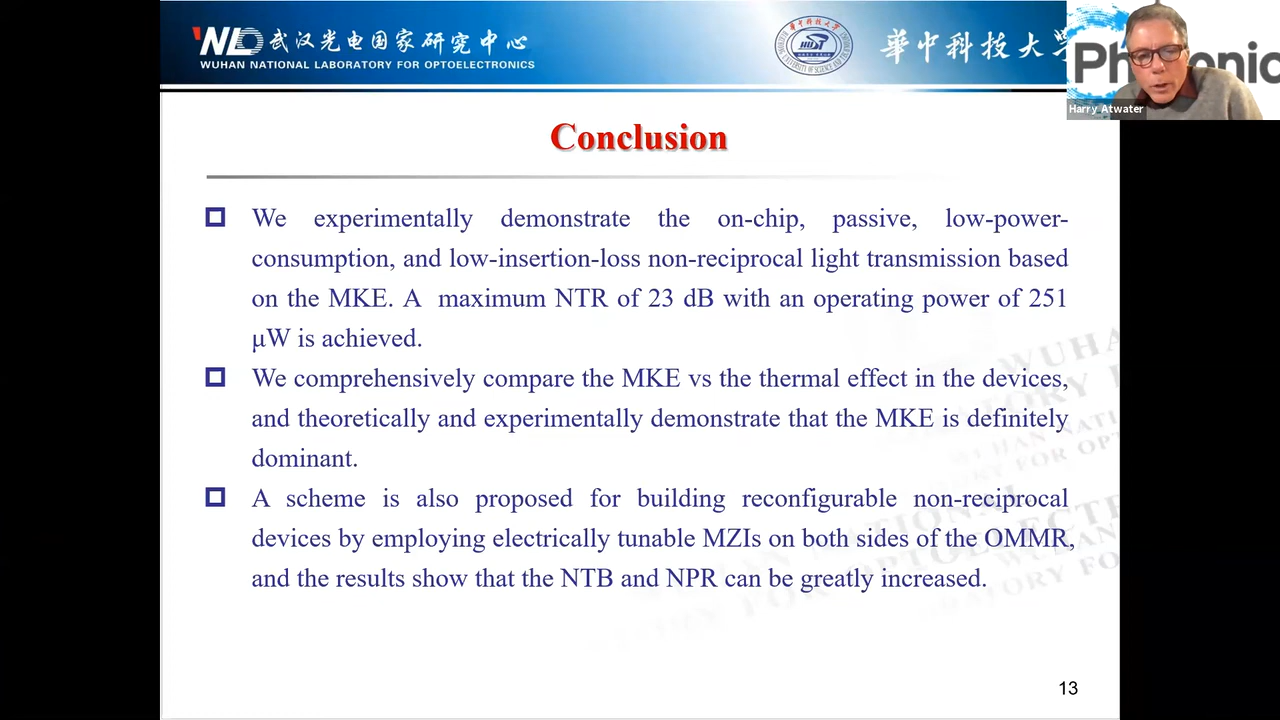 WNLO 武汉光电国家研究中心
WUHAN NATIONAL LABORATORY FOR OPTOELECTRONICS
HUST
華中科技大學
Harry Atwater
Conclusion
We experimentally demonstrate the on-chip, passive, low-power-
consumption, and low-insertion-loss non-reciprocal light transmission based
on the MKE. A maximum NTR of 23 dB with an operating power of 251
μW is achieved.
We comprehensively compare the MKE vs the thermal effect in the devices,
and theoretically and experimentally demonstrate that the MKE is definitely
dominant.
A scheme is also proposed for building reconfigurable non-reciprocal
devices by employing electrically tunable MZIs on both sides of the OMMR,
and the results show that the NTB and NPR can be greatly increased.
13